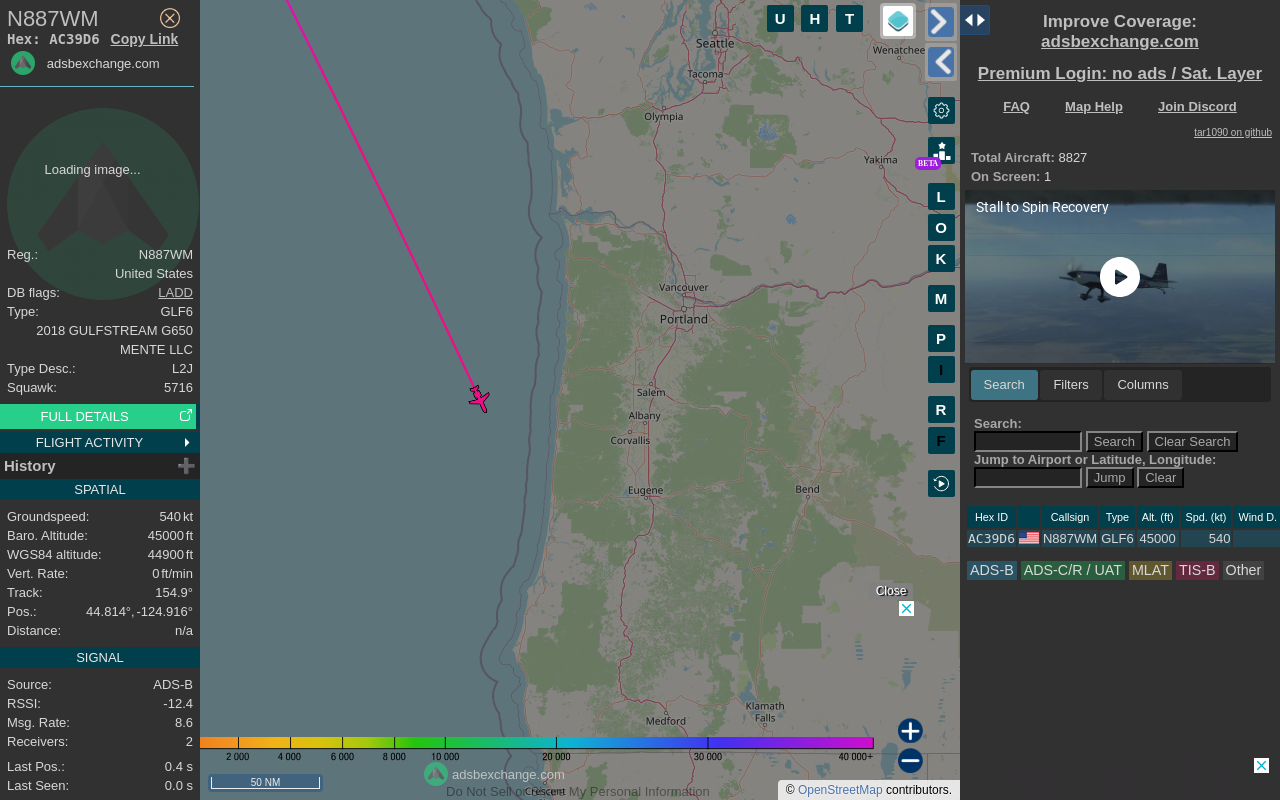 N887WM
Hex: AC39D6 Copy Link
adsbexchange.com
Loading image...
Reg.: N887WM
United States
DB flags: LADD
Type: GLF6
2018 GULFSTREAM G650
MENTE LLC
Type Desc.: L2J
Squawk: 5716
FULL DETAILS
FLIGHT ACTIVITY
History
SPATIAL
Groundspeed: 540 kt
Baro. Altitude: 45000 ft
WGS84 altitude: 44900 ft
Vert. Rate: 0 ft/min
Track: 154.9°
Pos.: 44.814°, -124.916°
Distance: n/a
SIGNAL
Source: ADS-B
RSSI: -12.4
Msg. Rate: 8.6
Receivers: 2
Last Pos.: 0.4 s
Last Seen: 0.0 s
U H T
Seattle
Wenatchee
Tacoma
Olympia
Yakima
BETA
L
O
K
Vancouver
M
Portland
P
I
Salem
R
Albany
Corvallis
F
Eugene
Bend
Close
Klamath
Falls
Medford
2 000 4 000 6 000 8 000 10 000 20 000 30 000 40 000+
50 NM
adsbexchange.com
Do Not Sell or My Personal Information
Crescent
© OpenStreetMap contributors.
Improve Coverage:
adsbexchange.com
Premium Login: no ads / Sat. Layer
FAQ Map Help Join Discord
tar1090 on github
Total Aircraft: 8827
On Screen: 1
Stall to Spin Recovery
Search Filters Columns
Search:
Search Clear Search
Jump to Airport or Latitude, Longitude:
Jump Clear
Hex ID Callsign Type Alt. (ft) Spd. (kt) Wind D.
AC39D6 N887WM GLF6 45000 540
ADS-B ADS-C/R / UAT MLAT TIS-B Other